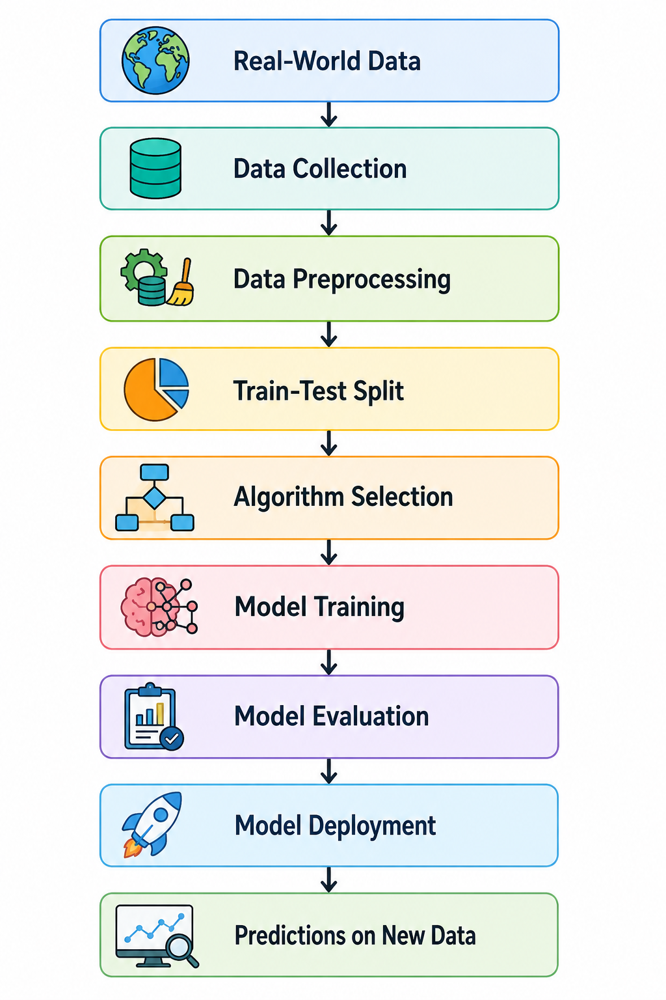 Real-World Data
Data Collection
Data Preprocessing
Train-Test Split
Algorithm Selection
Model Training
Model Evaluation
Model Deployment
Predictions on New Data